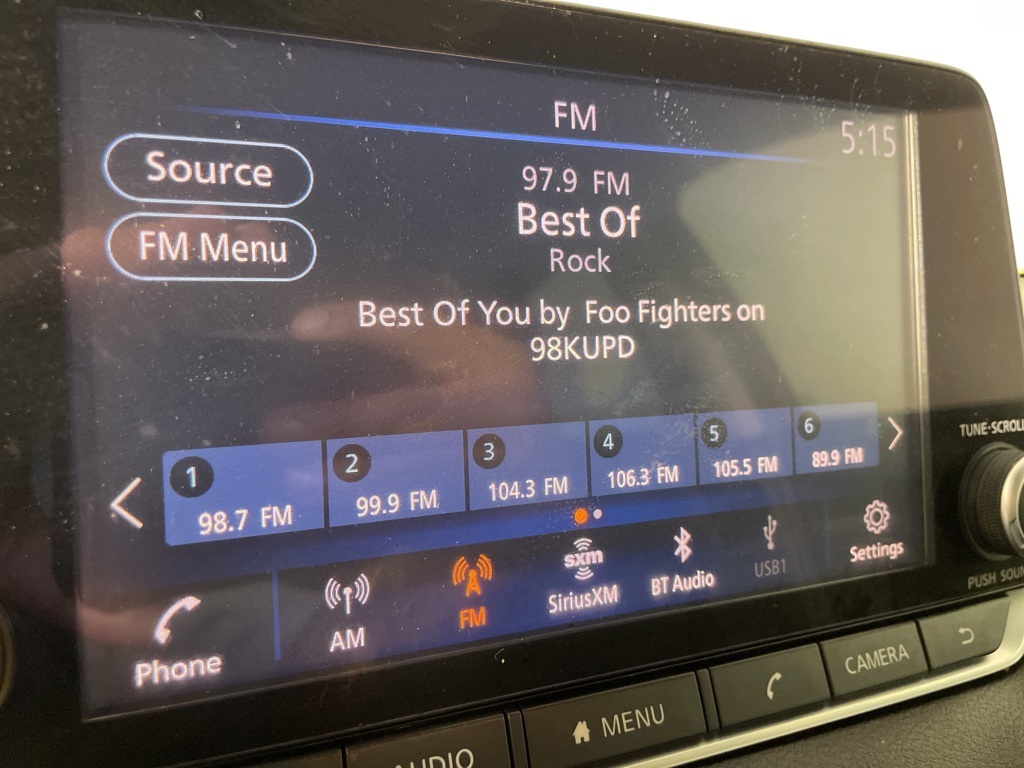 FM
5:15
Source
FM Menu
97.9 FM
Best Of
Rock
Best Of You by Foo Fighters on
98KUPD
1
98.7 FM
2
99.9 FM
3
104.3 FM
4
106.3 FM
5
105.5 FM
6
89.9 FM
Phone
AM
FM
sxm
SiriusXM
BT Audio
USB1
Settings
TUNE·SCROLL
PUSH SOUN
AUDIO
MENU
CAMERA